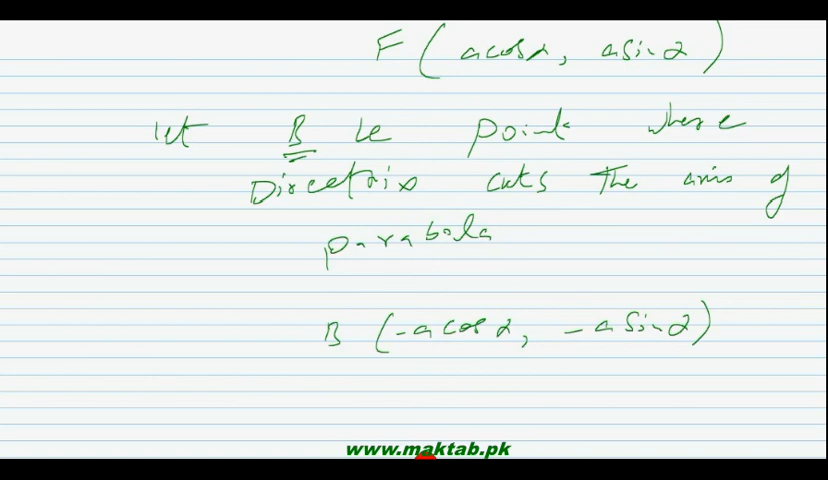 F (a cos α, a sin α)
let B be point where
Directrix cuts the axis of
parabola
B (-a cos α, -a sin α)
www.maktab.pk